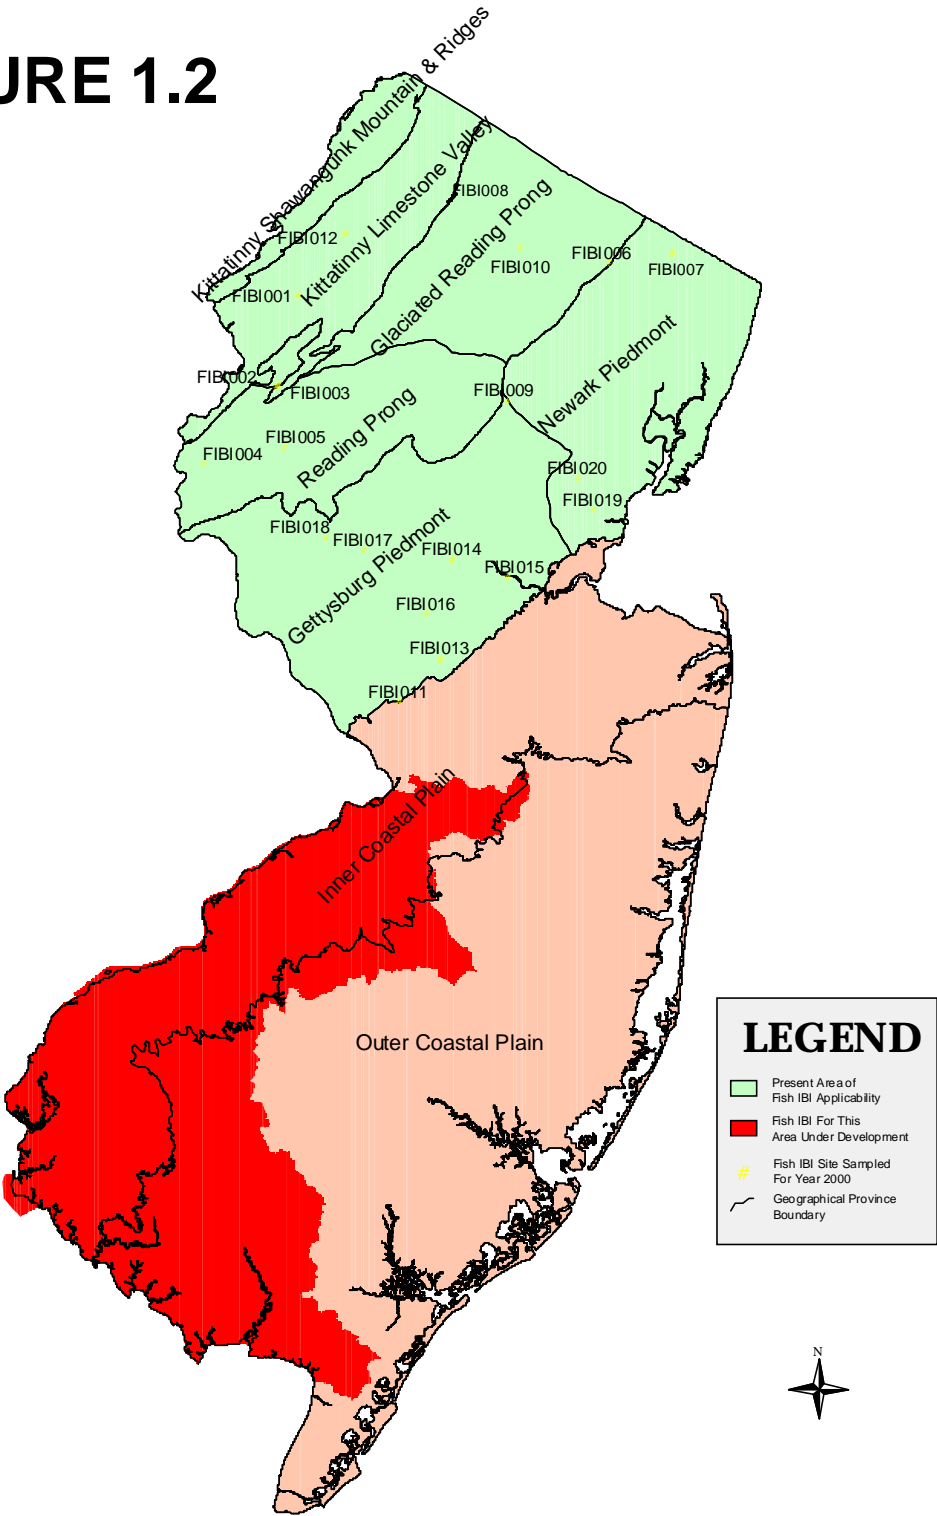 URE 1.2
Kittatinny Shawangunk Mountain & Ridges
Kittatinny Limestone Valley
FIBI008
Glaciated Reading Prong
FIBI012
FIBI006
FIBI010
FIBI007
FIBI001
Newark Piedmont
FIBI002
FIBI003
FIBI009
Reading Prong
FIBI005
FIBI004
FIBI020
FIBI019
FIBI018
FIBI017
Gettysburg Piedmont
FIBI014
FIBI015
FIBI016
FIBI013
FIBI011
Inner Coastal Plain
Outer Coastal Plain
LEGEND
Present Area of
Fish IBI Applicability
Fish IBI For This
Area Under Development
# Fish IBI Site Sampled
For Year 2000
Geographical Province
Boundary
N